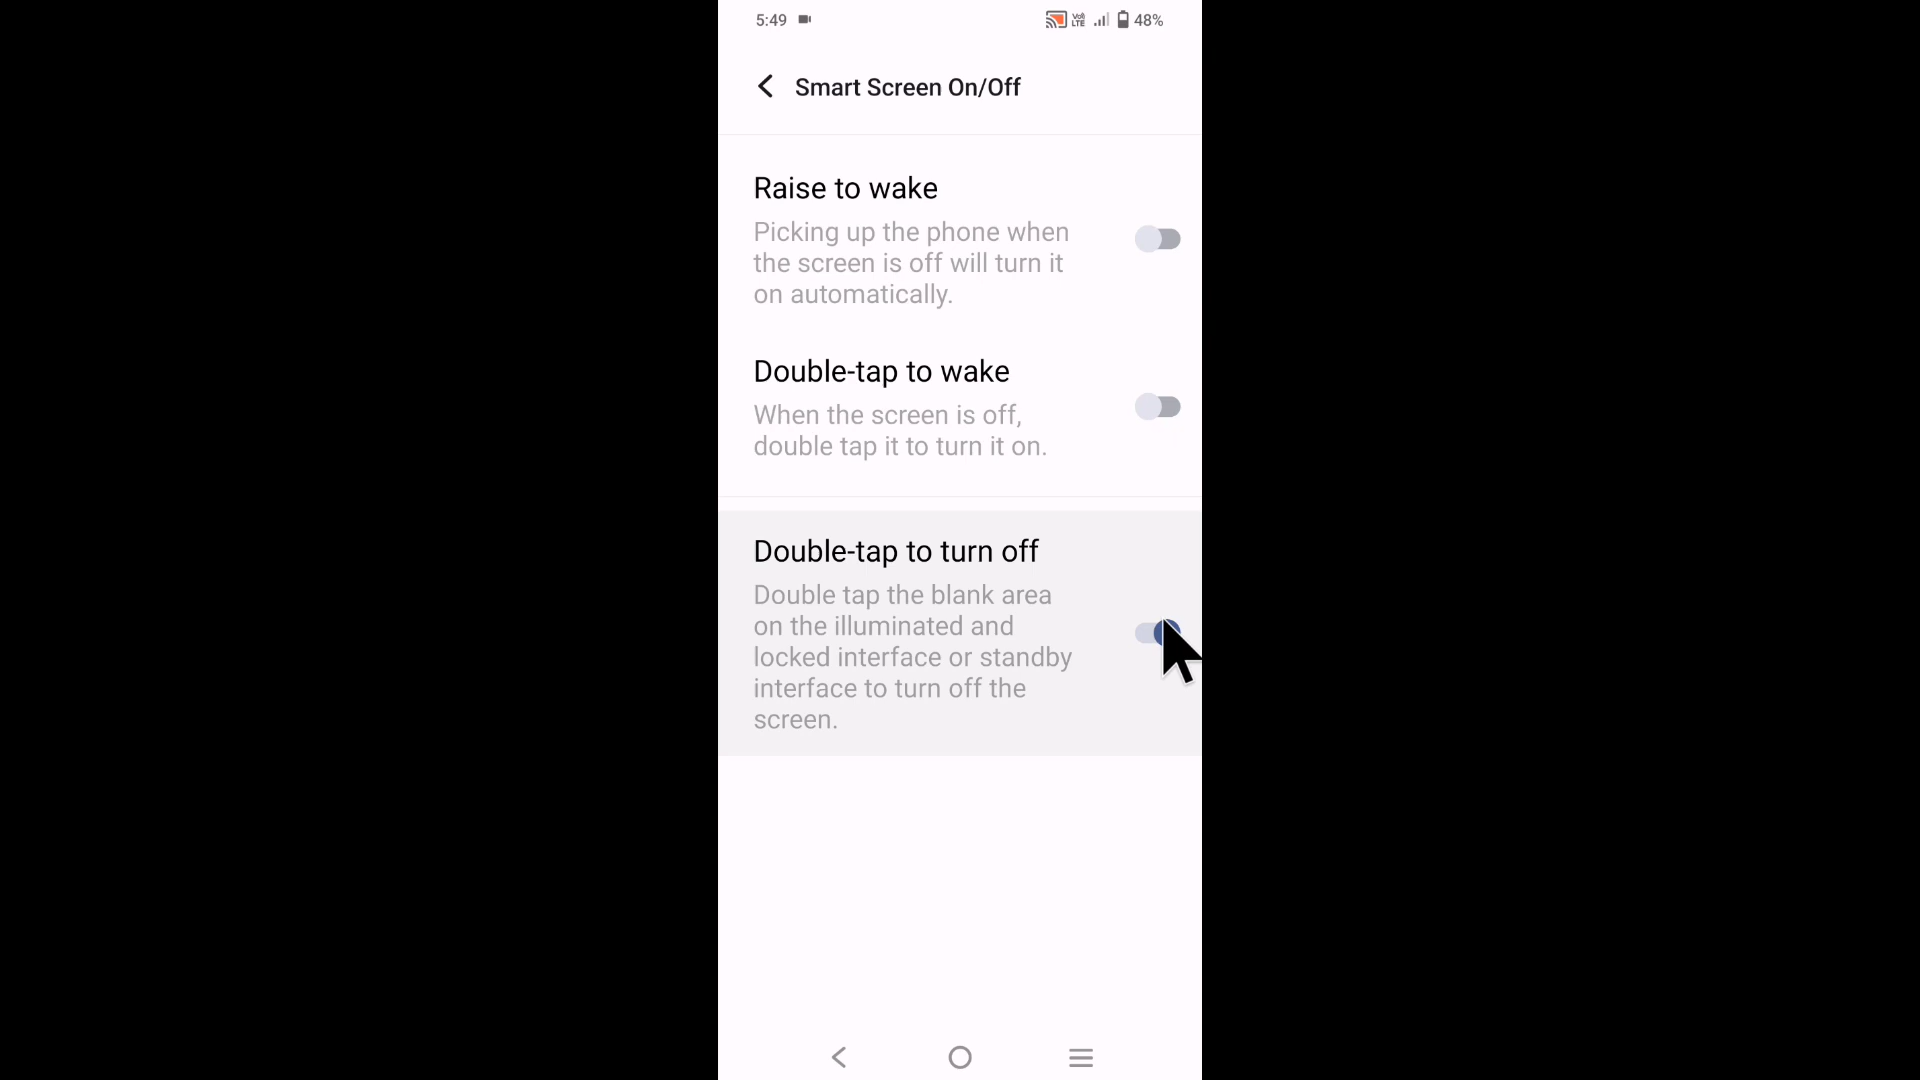 5:49
Vo) LTE 48%
Smart Screen On/Off
Raise to wake
Picking up the phone when
the screen is off will turn it
on automatically.
Double-tap to wake
When the screen is off,
double tap it to turn it on.
Double-tap to turn off
Double tap the blank area
on the illuminated and
locked interface or standby
interface to turn off the
screen.